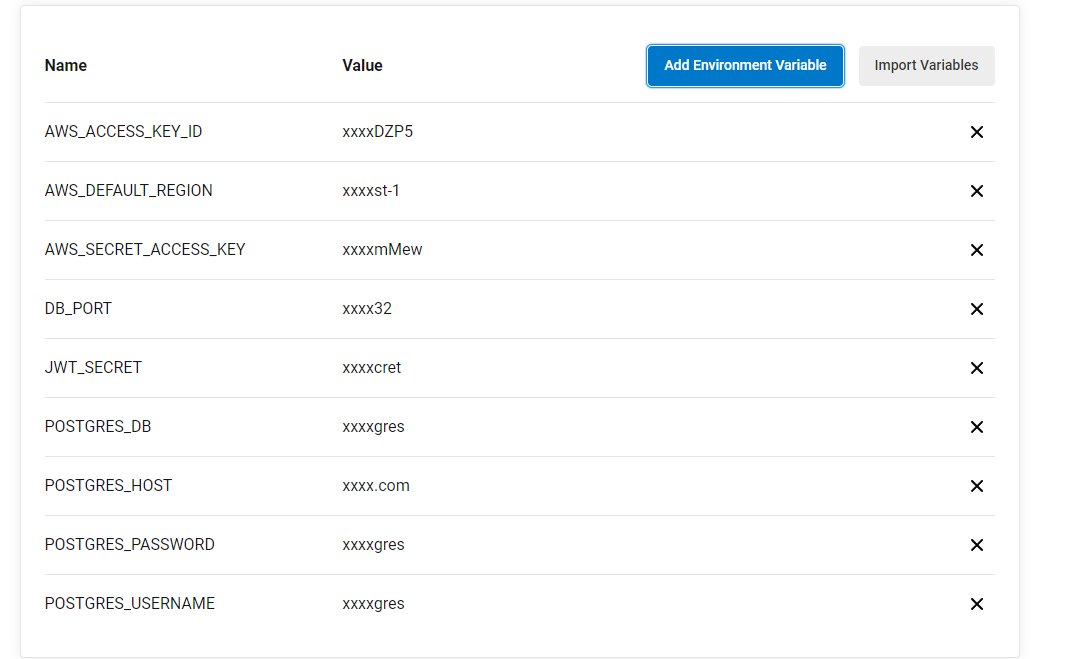 Name Value Add Environment Variable Import Variables
AWS_ACCESS_KEY_ID xxxxDZP5
AWS_DEFAULT_REGION xxxxst-1
AWS_SECRET_ACCESS_KEY xxxxmMew
DB_PORT xxxx32
JWT_SECRET xxxxcret
POSTGRES_DB xxxxgres
POSTGRES_HOST xxxx.com
POSTGRES_PASSWORD xxxxgres
POSTGRES_USERNAME xxxxgres